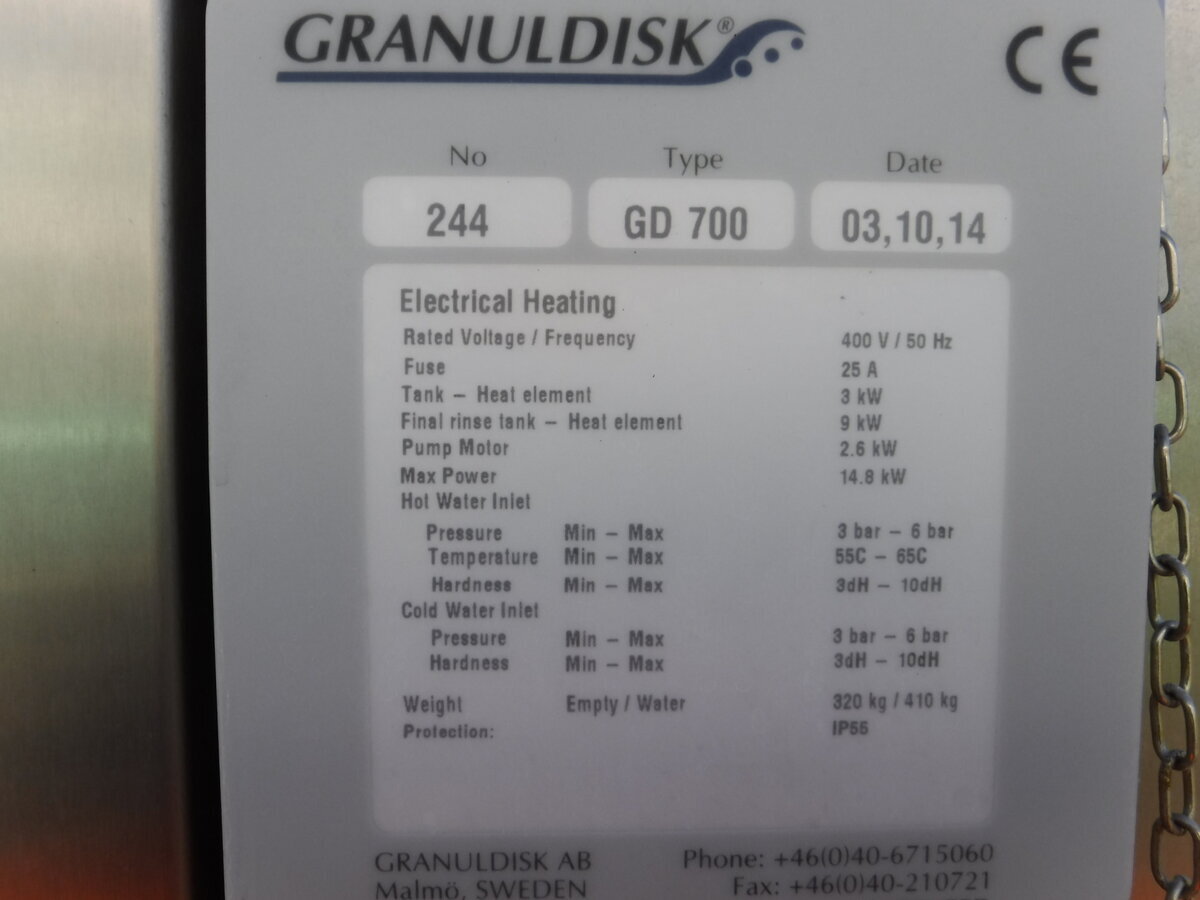 GRANULDISK® CE
No Type Date
244 GD 700 03,10,14
Electrical Heating
Rated Voltage / Frequency 400 V / 50 Hz
Fuse 25 A
Tank – Heat element 3 kW
Final rinse tank – Heat element 9 kW
Pump Motor 2.6 kW
Max Power 14.8 kW
Hot Water Inlet
Pressure Min – Max 3 bar – 6 bar
Temperature Min – Max 55C – 65C
Hardness Min – Max 3dH – 10dH
Cold Water Inlet
Pressure Min – Max 3 bar – 6 bar
Hardness Min – Max 3dH – 10dH
Weight Empty / Water 320 kg / 410 kg
Protection: IP55
GRANULDISK AB Phone: +46(0)40-6715060
Malmö, SWEDEN Fax: +46(0)40-210721